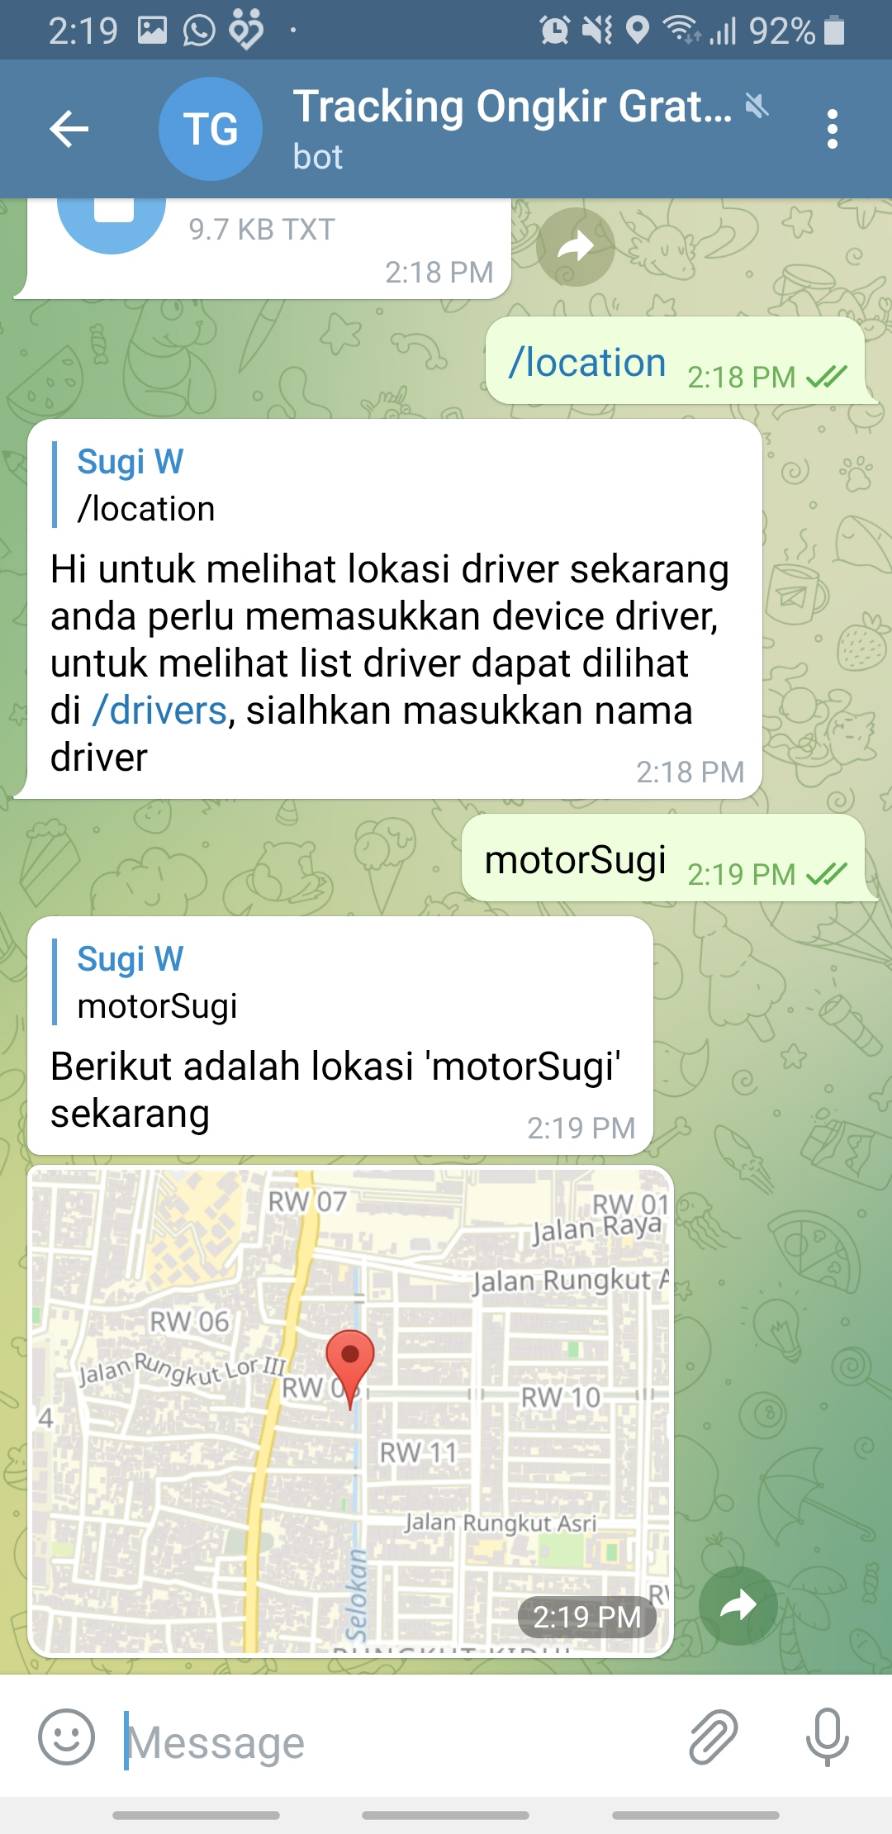 2:19
92%
TG
Tracking Ongkir Grat...
bot
9.7 KB TXT
2:18 PM
/location
2:18 PM
Sugi W
/location
Hi untuk melihat lokasi driver sekarang
anda perlu memasukkan device driver,
untuk melihat list driver dapat dilihat
di /drivers, sialhkan masukkan nama
driver
2:18 PM
motorSugi
2:19 PM
Sugi W
motorSugi
Berikut adalah lokasi 'motorSugi'
sekarang
2:19 PM
RW 07
RW 01
Jalan Raya
Jalan Rungkut A
RW 06
Jalan Rungkut Lor III
RW 0
RW 10
4
RW 11
Jalan Rungkut Asri
Selokan
2:19 PM
Message